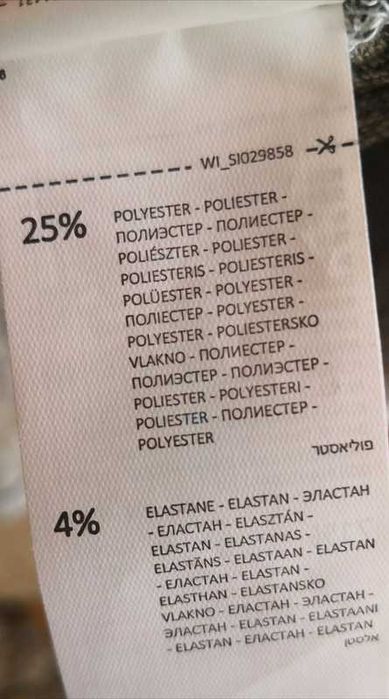 WI_SI029858
25%
POLYESTER - POLIESTER -
ПОЛИЭСТЕР - ПОЛИЕСТЕР -
POLIÉSZTER - POLIESTER -
POLIESTERIS - POLIESTERIS -
POLÜESTER - POLYESTER -
ПОЛІЕСТЕР - POLYESTER -
POLYESTER - POLIESTERSKO
VLAKNO - ПОЛИЕСТЕР -
ПОЛИЭСТЕР - ПОЛИЭСТЕР -
POLIESTER - POLYESTERI -
POLIESTER - ПОЛИЕСТЕР -
POLYESTER
פוליאסטר
4%
ELASTANE - ELASTAN - ЭЛАСТАН
- ЕЛАСТАН - ELASZTÁN -
ELASTAN - ELASTANAS -
ELASTĀNS - ELASTAAN - ELASTAN
- ЕЛАСТАН - ELASTAN -
ELASTHAN - ELASTANSKO
VLAKNO - ЕЛАСТАН - ЭЛАСТАН -
ЭЛАСТАН - ELASTAN - ELASTAANI
- ELASTAN - ЕЛАСТАН - ELASTAN
אלסטן